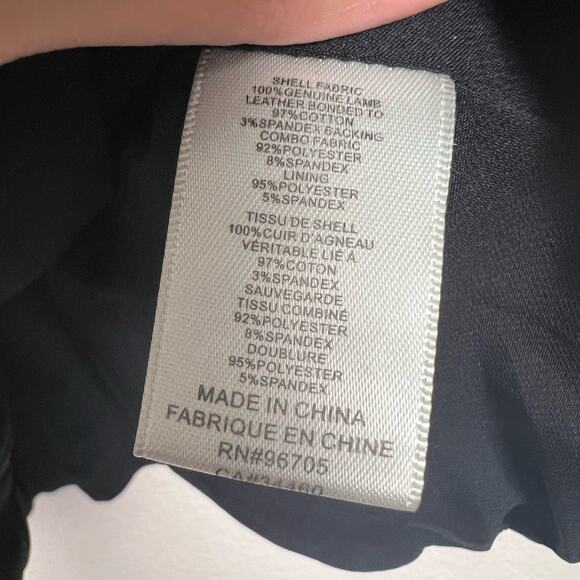 SHELL FABRIC
100%GENUINE LAMB
LEATHER BONDED TO
97%COTTON
3%SPANDEX BACKING
COMBO FABRIC
92%POLYESTER
8%SPANDEX
LINING
95%POLYESTER
5%SPANDEX
TISSU DE SHELL
100%CUIR D'AGNEAU
VÉRITABLE LIÉ À
97%COTON
3%SPANDEX
SAUVEGARDE
TISSU COMBINÉ
92%POLYESTER
8%SPANDEX
DOUBLURE
95%POLYESTER
5%SPANDEX
MADE IN CHINA
FABRIQUE EN CHINE
RN#96705